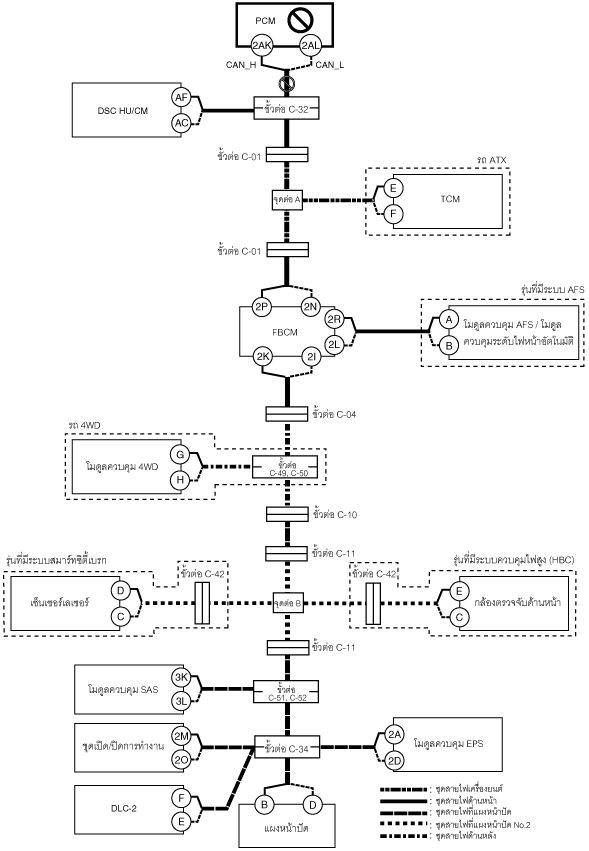 PCM
2AK 2AL
CAN_H CAN_L
DSC HU/CM
AF
AC
ขั้วต่อ C-32
ขั้วต่อ C-01
รถ ATX
จุดต่อ A
E
F
TCM
ขั้วต่อ C-01
รุ่นที่มีระบบ AFS
2P 2N
2R
FBCM
2L
2K 2I
A
B
โมดูลควบคุม AFS / โมดูล
ควบคุมระดับไฟหน้าอัตโนมัติ
ขั้วต่อ C-04
รถ 4WD
โมดูลควบคุม 4WD
G
H
ขั้วต่อ
C-49, C-50
ขั้วต่อ C-10
ขั้วต่อ C-11
รุ่นที่มีระบบสมาร์ทซิตี้เบรก
ขั้วต่อ C-42
เซ็นเซอร์เลเซอร์
D
C
จุดต่อ B
รุ่นที่มีระบบควบคุมไฟสูง (HBC)
ขั้วต่อ C-42
E
C
กล้องตรวจจับด้านหน้า
ขั้วต่อ C-11
โมดูลควบคุม SAS
3K
3L
ขั้วต่อ
C-51, C-52
ชุดเปิด/ปิดการทำงาน
2M
2O
ขั้วต่อ C-34
2A
2D
โมดูลควบคุม EPS
DLC-2
F
E
B D
แผงหน้าปัด
: ชุดสายไฟเครื่องยนต์
: ชุดสายไฟด้านหน้า
: ชุดสายไฟที่แผงหน้าปัด
: ชุดสายไฟที่แผงหน้าปัด No.2
: ชุดสายไฟด้านหลัง